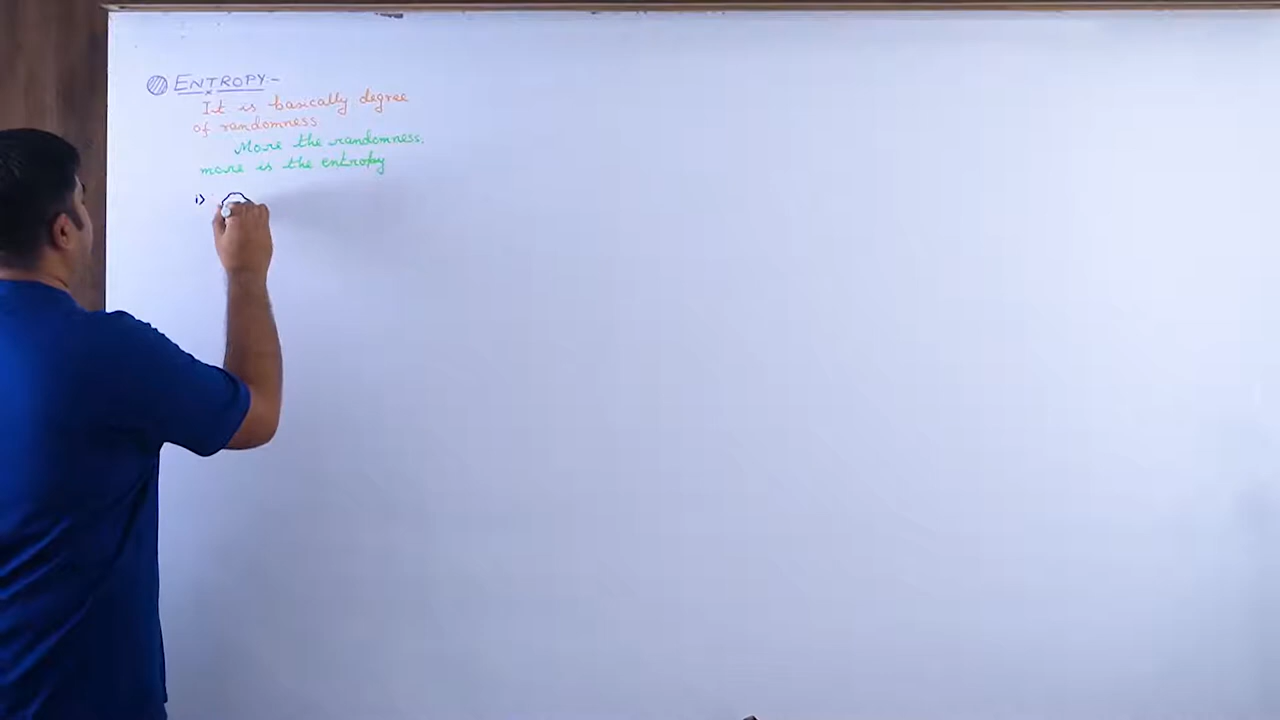 ENTROPY:-
It is basically degree
of randomness
More the randomness.
more is the entropy
i>